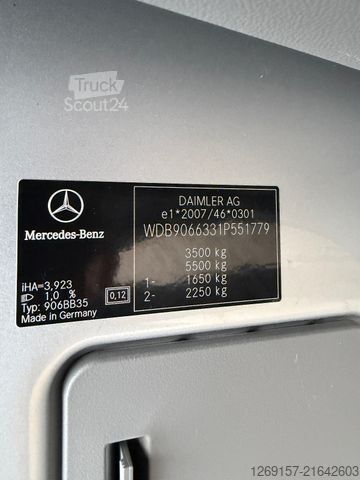 Truck
Scout24
Mercedes-Benz
DAIMLER AG
e1*2007/46*0301
WDB9066331P551779
3500 kg
5500 kg
1- 1650 kg
2- 2250 kg
iHA=3,923
1,0 %
Typ: 906BB35
0,12
Made in Germany
1269157-21642603